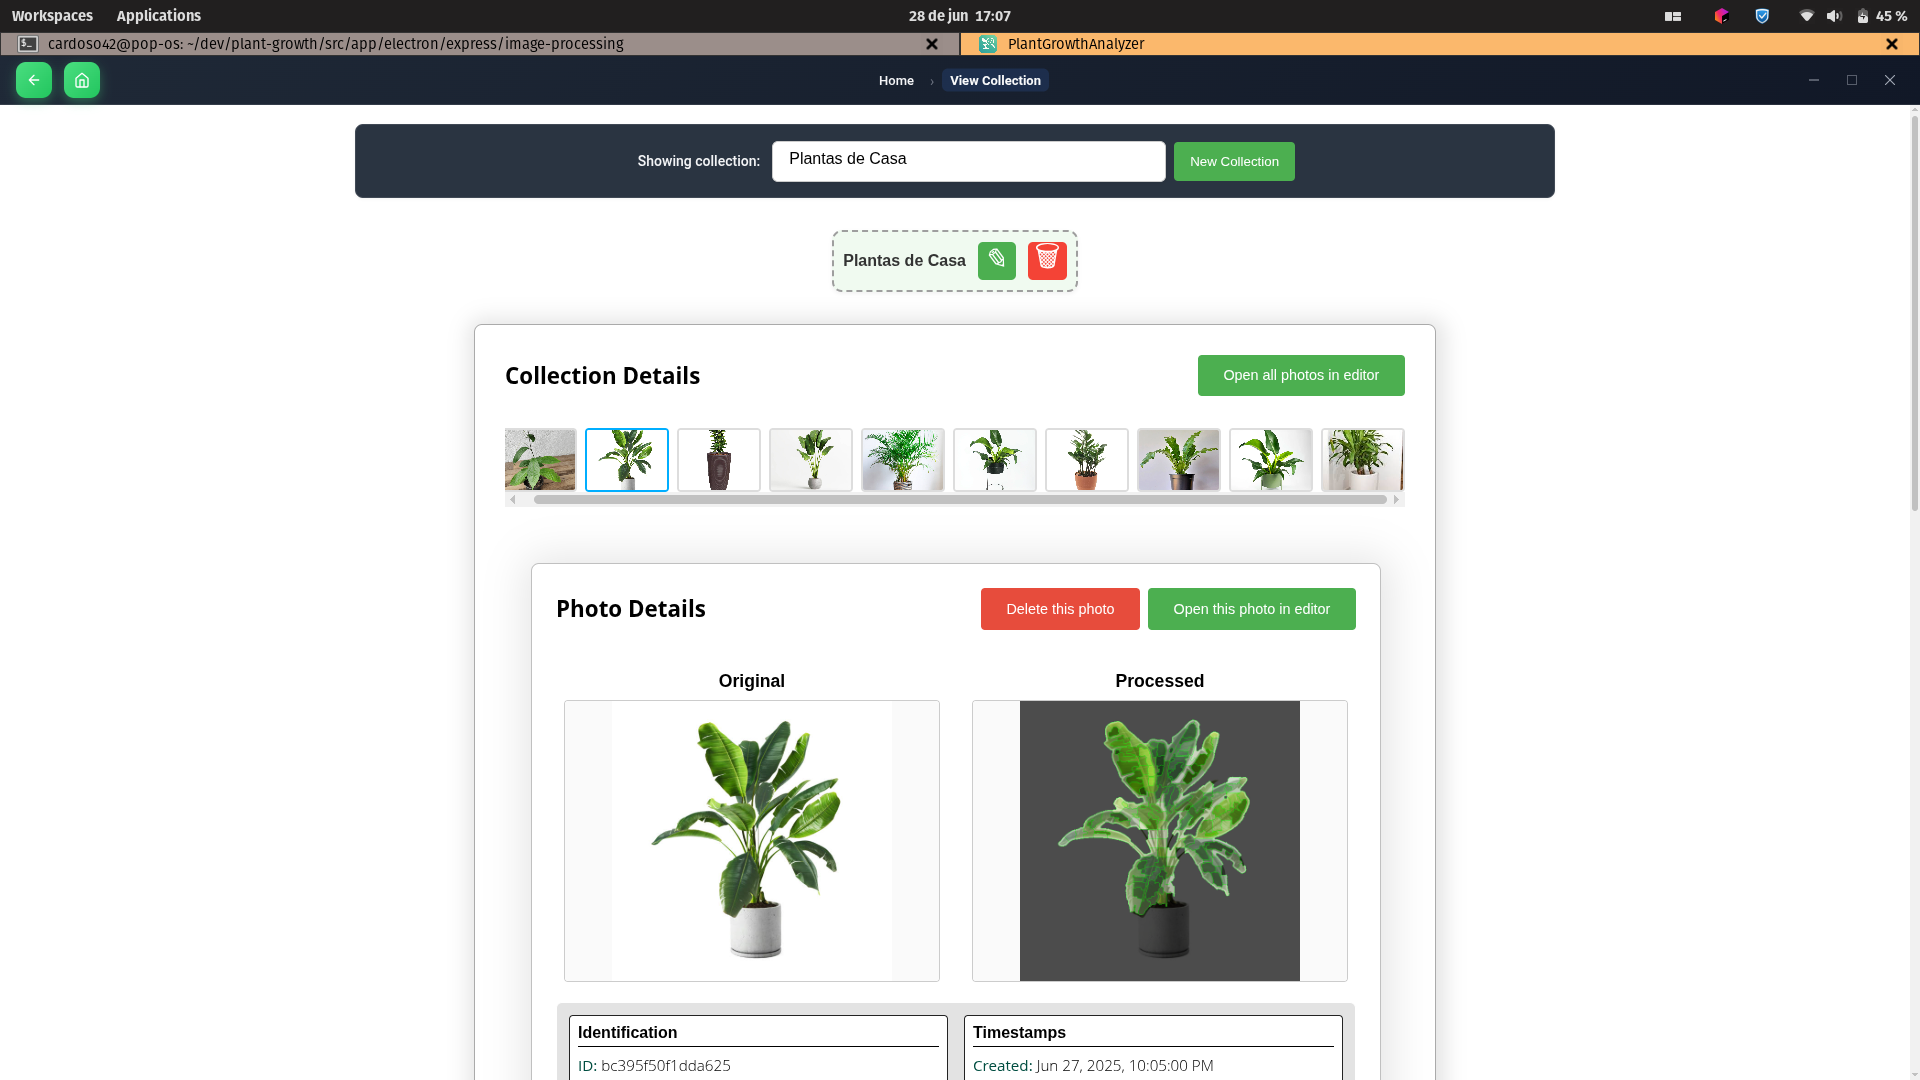 Workspaces Applications 28 de jun 17:07 45 %
cardoso42@pop-os: ~/dev/plant-growth/src/app/electron/express/image-processing PlantGrowthAnalyzer
Home › View Collection
Showing collection: Plantas de Casa New Collection
Plantas de Casa
Collection Details Open all photos in editor
Photo Details Delete this photo Open this photo in editor
Original Processed
Identification Timestamps
ID: bc395f50f1dda625 Created: Jun 27, 2025, 10:05:00 PM